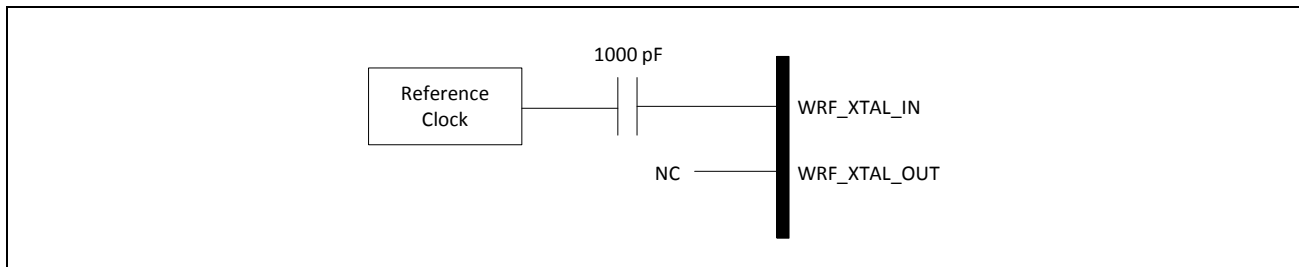 1000 pF
Reference
Clock
WRF_XTAL_IN
NC
WRF_XTAL_OUT